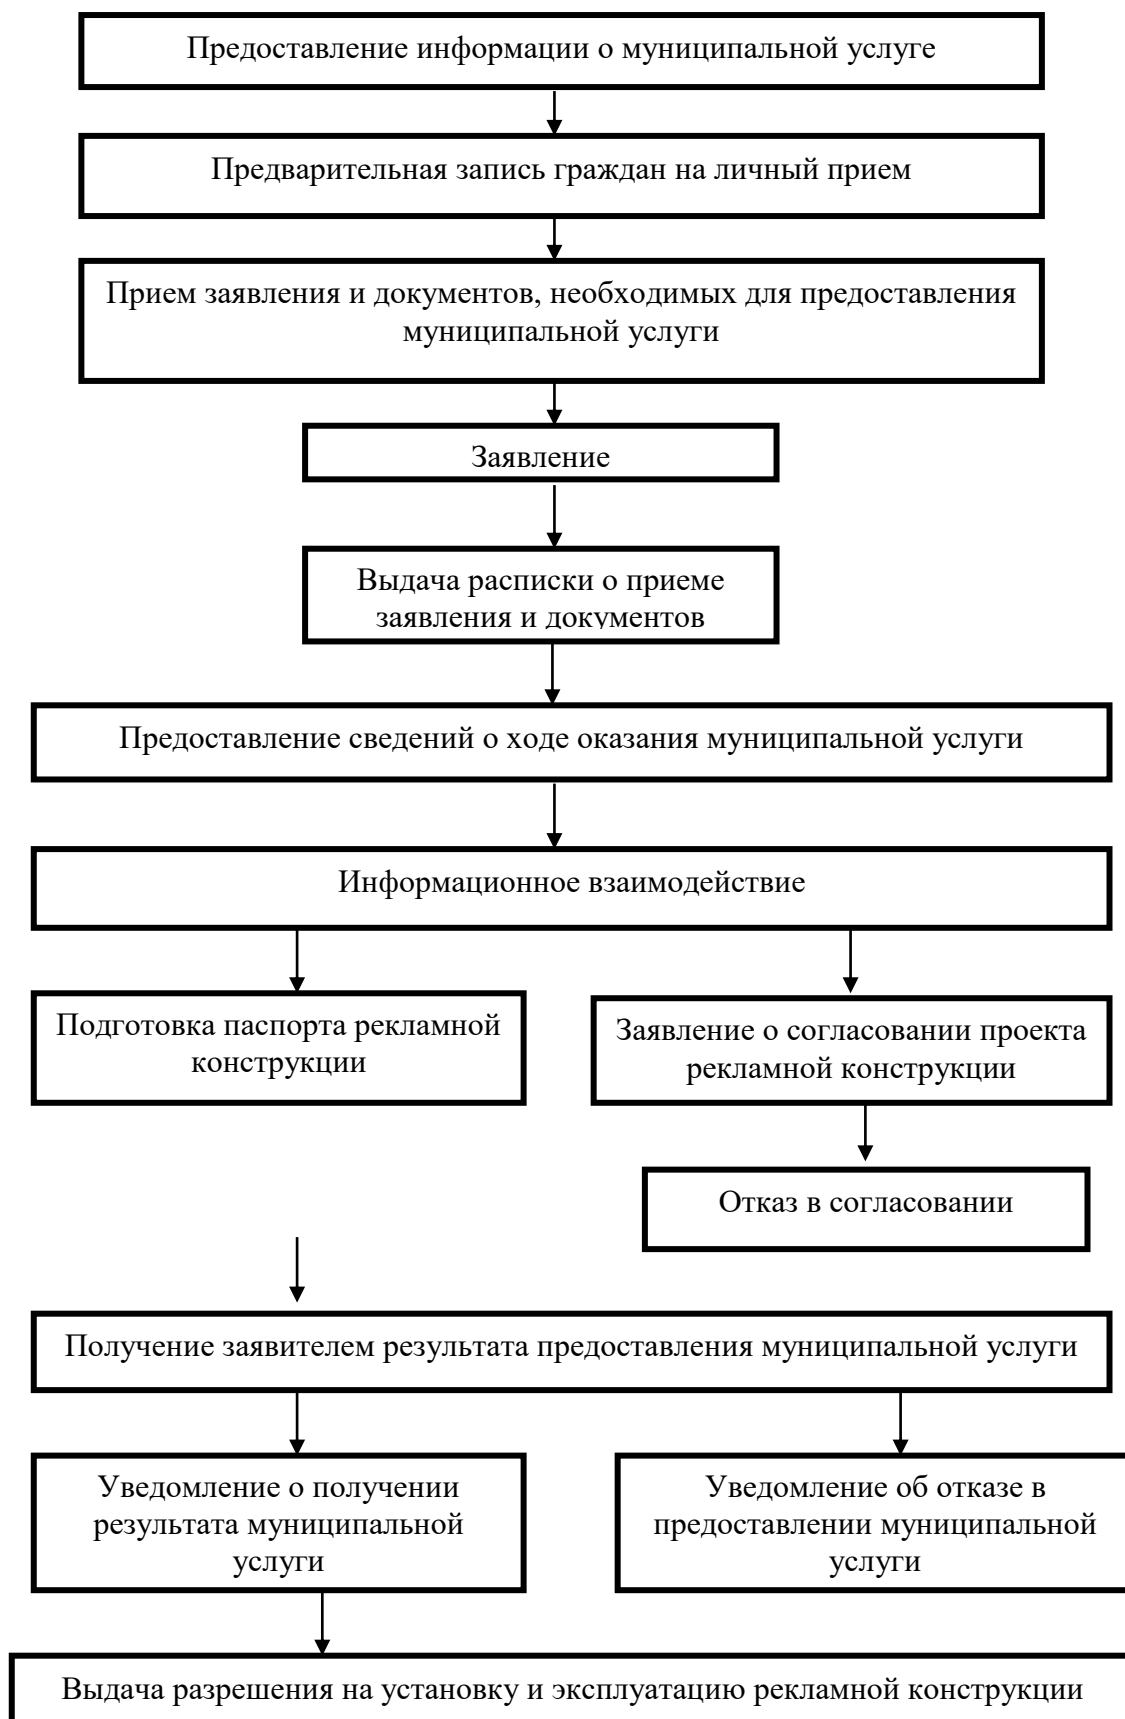 Предоставление информации о муниципальной услуге
Предварительная запись граждан на личный прием
Прием заявления и документов, необходимых для предоставления
муниципальной услуги
Заявление
Выдача расписки о приеме
заявления и документов
Предоставление сведений о ходе оказания муниципальной услуги
Информационное взаимодействие
Подготовка паспорта рекламной
конструкции
Заявление о согласовании проекта
рекламной конструкции
Отказ в согласовании
Получение заявителем результата предоставления муниципальной услуги
Уведомление о получении
результата муниципальной
услуги
Уведомление об отказе в
предоставлении муниципальной
услуги
Выдача разрешения на установку и эксплуатацию рекламной конструкции